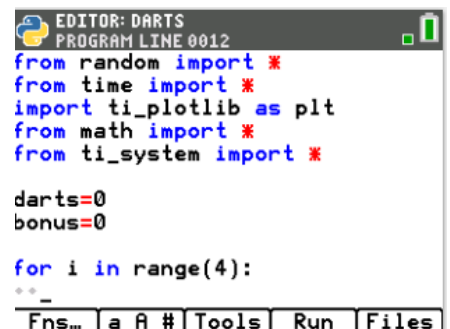 EDITOR: DARTS
PROGRAM LINE 0012
from random import *
from time import *
import ti_plotlib as plt
from math import *
from ti_system import *
darts=0
bonus=0
for i in range(4):
··_
Fns… a A # Tools Run Files